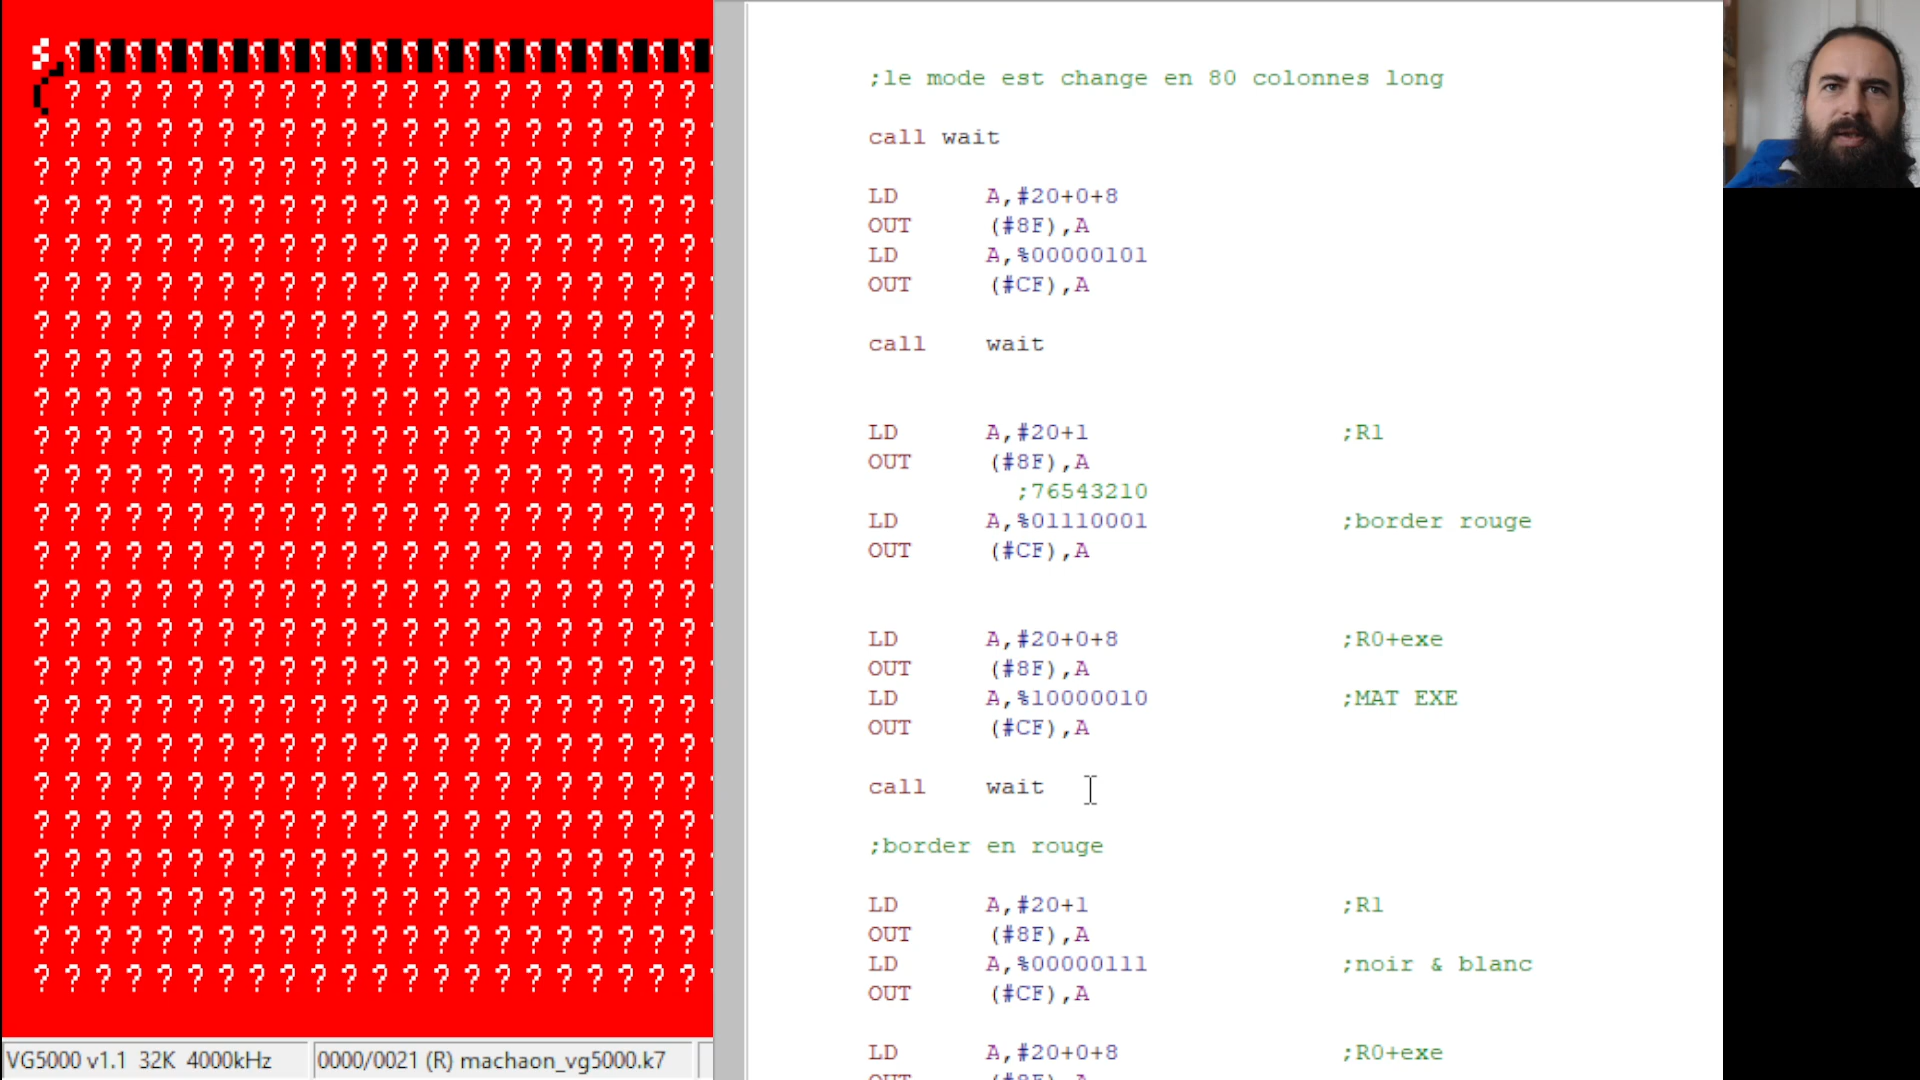 ;le mode est change en 80 colonnes long
call wait
LD A,#20+0+8
OUT (#8F),A
LD A,%00000101
OUT (#CF),A
call wait
LD A,#20+1 ;R1
OUT (#8F),A
;76543210
LD A,%01110001 ;border rouge
OUT (#CF),A
LD A,#20+0+8 ;R0+exe
OUT (#8F),A
LD A,%10000010 ;MAT EXE
OUT (#CF),A
call wait
;border en rouge
LD A,#20+1 ;R1
OUT (#8F),A
LD A,%00000111 ;noir & blanc
OUT (#CF),A
LD A,#20+0+8 ;R0+exe
OUT (#8F),A
VG5000 v1.1 32K 4000kHz
0000/0021 (R) machaon_vg5000.k7